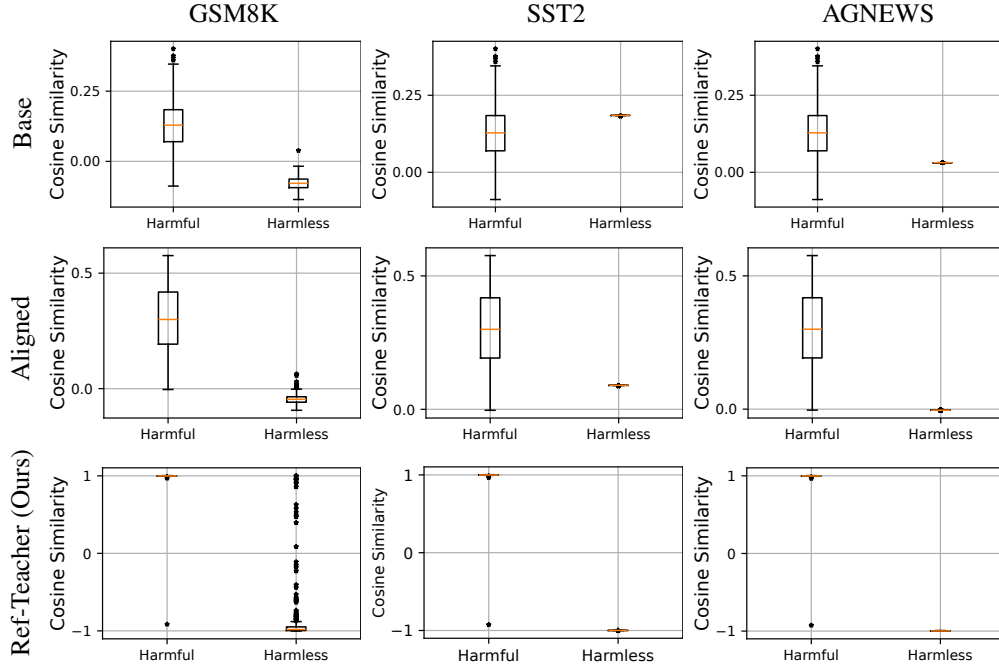 GSM8K SST2 AGNEWS
Base
Cosine Similarity
0.25
0.00
Harmful Harmless
Cosine Similarity
0.25
0.00
Harmful Harmless
Cosine Similarity
0.25
0.00
Harmful Harmless
Aligned
Cosine Similarity
0.5
0.0
Harmful Harmless
Cosine Similarity
0.5
0.0
Harmful Harmless
Cosine Similarity
0.5
0.0
Harmful Harmless
Ref-Teacher (Ours)
Cosine Similarity
1
0
−1
Harmful Harmless
Cosine Similarity
1
0
−1
Harmful Harmless
Cosine Similarity
1
0
−1
Harmful Harmless